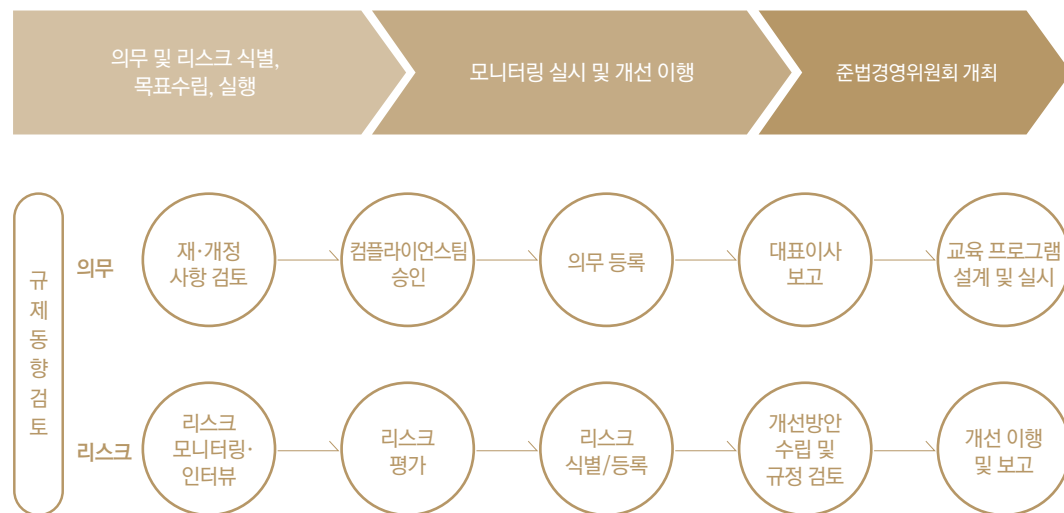 의무 및 리스크 식별,
목표수립, 실행
모니터링 실시 및 개선 이행
준법경영위원회 개최
규제동향검토
의무
재·개정
사항 검토
컴플라이언스팀
승인
의무 등록
대표이사
보고
교육 프로그램
설계 및 실시
리스크
리스크
모니터링·
인터뷰
리스크
평가
리스크
식별/등록
개선방안
수립 및
규정 검토
개선 이행
및 보고